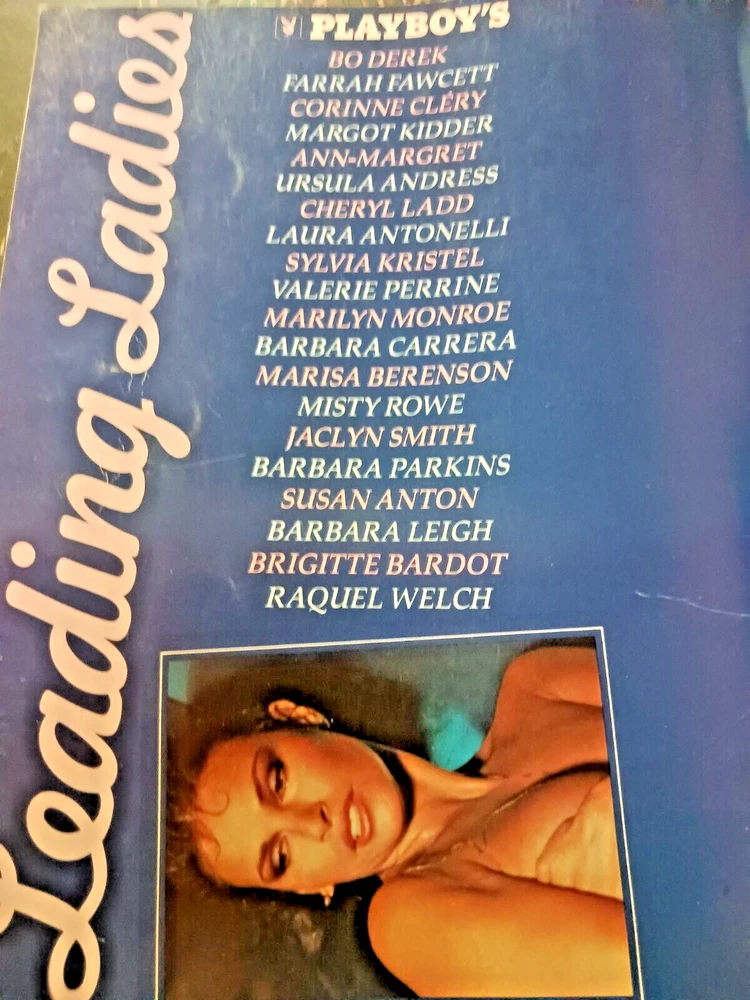 PLAYBOY'S
BO DEREK
FARRAH FAWCETT
CORINNE CLÉRY
MARGOT KIDDER
ANN-MARGRET
URSULA ANDRESS
CHERYL LADD
LAURA ANTONELLI
SYLVIA KRISTEL
VALERIE PERRINE
MARILYN MONROE
BARBARA CARRERA
MARISA BERENSON
MISTY ROWE
JACLYN SMITH
BARBARA PARKINS
SUSAN ANTON
BARBARA LEIGH
BRIGITTE BARDOT
RAQUEL WELCH
Leading Ladies